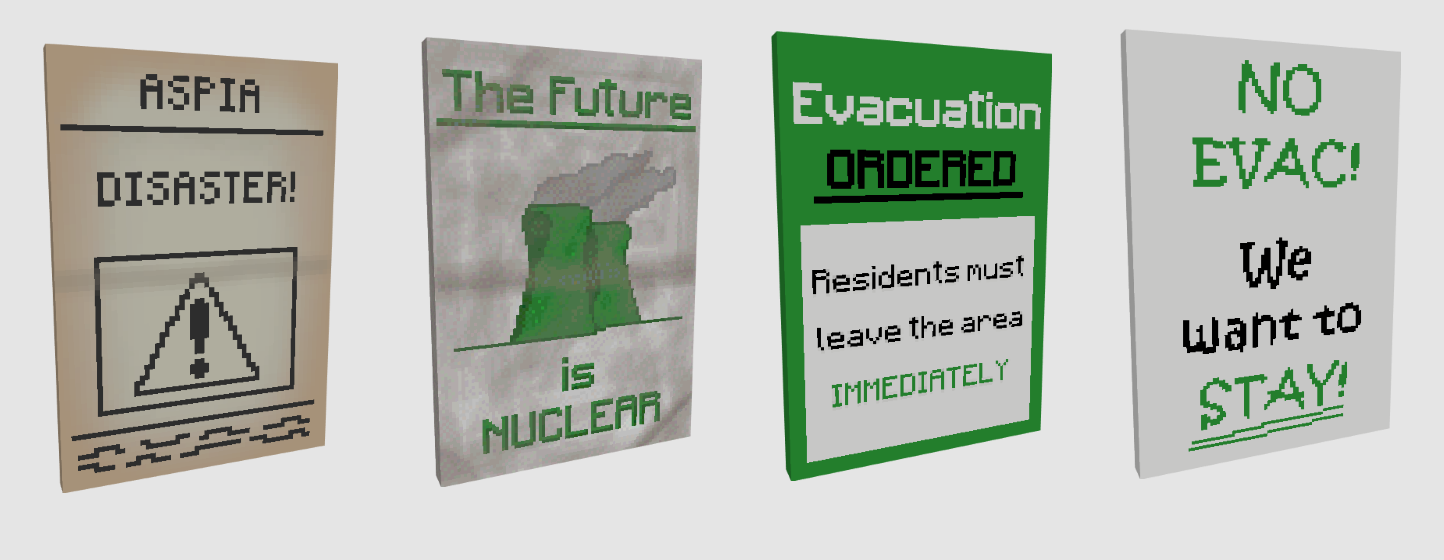 ASPIA
DISASTER!
The Future
is
NUCLEAR
Evacuation
ORDERED
Residents must
leave the area
IMMEDIATELY
NO
EVAC!
We
want to
STAY!